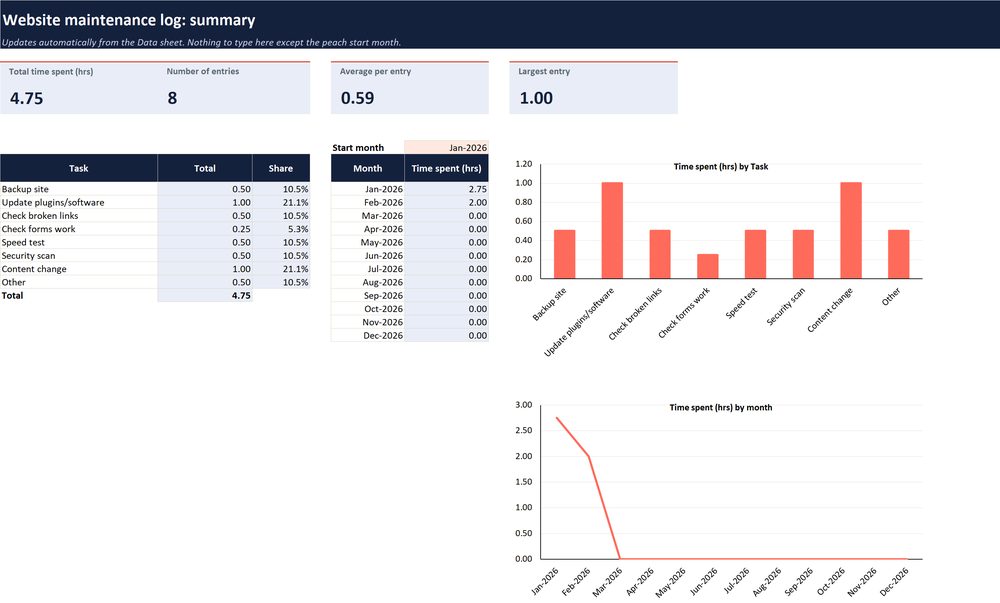 Website maintenance log: summary
Updates automatically from the Data sheet. Nothing to type here except the peach start month.
Total time spent (hrs) Number of entries Average per entry Largest entry
4.75 8 0.59 1.00
Start month Jan-2026
Task Total Share
Backup site 0.50 10.5%
Update plugins/software 1.00 21.1%
Check broken links 0.50 10.5%
Check forms work 0.25 5.3%
Speed test 0.50 10.5%
Security scan 0.50 10.5%
Content change 1.00 21.1%
Other 0.50 10.5%
Total 4.75
Month Time spent (hrs)
Jan-2026 2.75
Feb-2026 2.00
Mar-2026 0.00
Apr-2026 0.00
May-2026 0.00
Jun-2026 0.00
Jul-2026 0.00
Aug-2026 0.00
Sep-2026 0.00
Oct-2026 0.00
Nov-2026 0.00
Dec-2026 0.00
Time spent (hrs) by Task
1.20
1.00
0.80
0.60
0.40
0.20
0.00
Backup site
Update plugins/software
Check broken links
Check forms work
Speed test
Security scan
Content change
Other
Time spent (hrs) by month
3.00
2.50
2.00
1.50
1.00
0.50
0.00
Jan-2026
Feb-2026
Mar-2026
Apr-2026
May-2026
Jun-2026
Jul-2026
Aug-2026
Sep-2026
Oct-2026
Nov-2026
Dec-2026